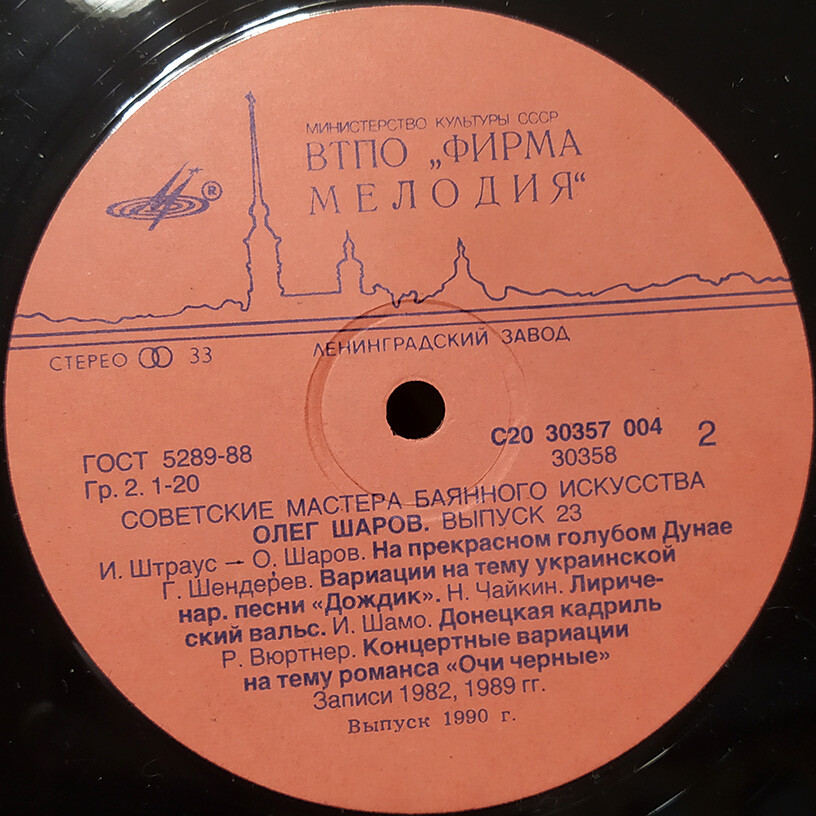 МИНИСТЕРСТВО КУЛЬТУРЫ СССР
ВТПО „ФИРМА
МЕЛОДИЯ“
®
ЛЕНИНГРАДСКИЙ ЗАВОД
СТЕРЕО 33
ГОСТ 5289-88
Гр. 2. 1-20
С20 30357 004
30358
2
СОВЕТСКИЕ МАСТЕРА БАЯННОГО ИСКУССТВА
ОЛЕГ ШАРОВ. ВЫПУСК 23
И. Штраус – О. Шаров. На прекрасном голубом Дунае
Г. Шендерёв. Вариации на тему украинской
нар. песни «Дождик». Н. Чайкин. Лириче-
ский вальс. И. Шамо. Донецкая кадриль
Р. Вюртнер. Концертные вариации
на тему романса «Очи черные»
Записи 1982, 1989 гг.
Выпуск 1990 г.